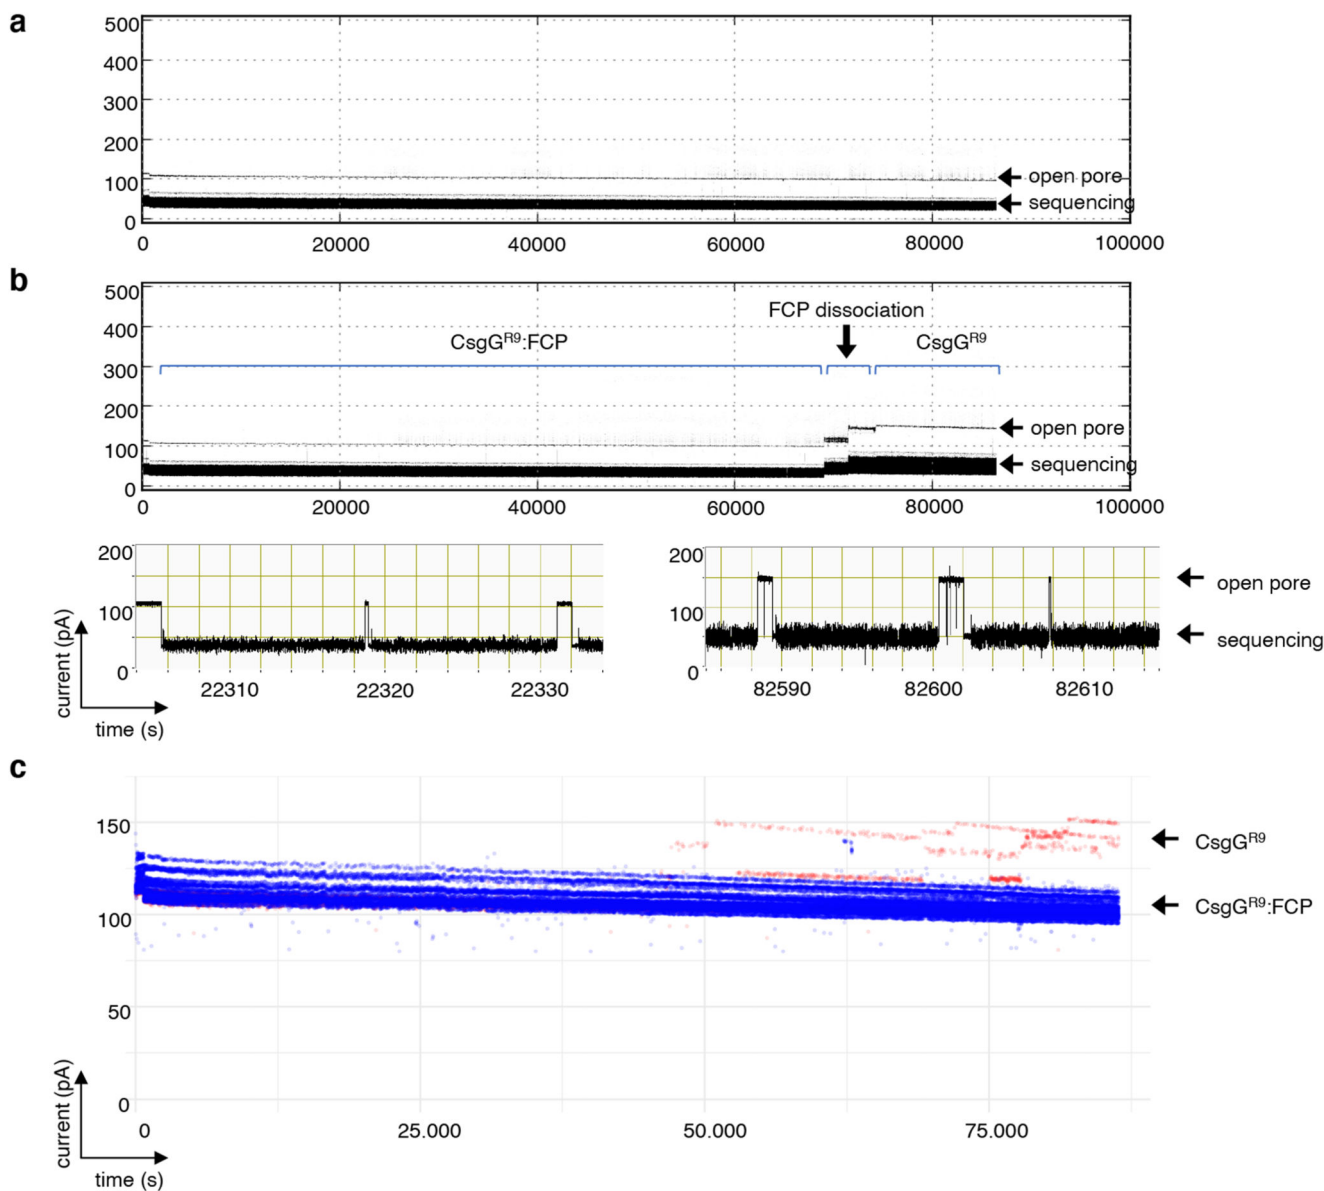 a
500
400
300
200
100
0
open pore
sequencing
0 20000 40000 60000 80000 100000
b
500
400
300
200
100
0
FCP dissociation
CsgG^R9:FCP
CsgG^R9
open pore
sequencing
0 20000 40000 60000 80000 100000
200
100
0
22310 22320 22330
current (pA)
time (s)
200
100
0
82590 82600 82610
open pore
sequencing
c
150
100
50
0
CsgG^R9
CsgG^R9:FCP
0 25.000 50.000 75.000
current (pA)
time (s)